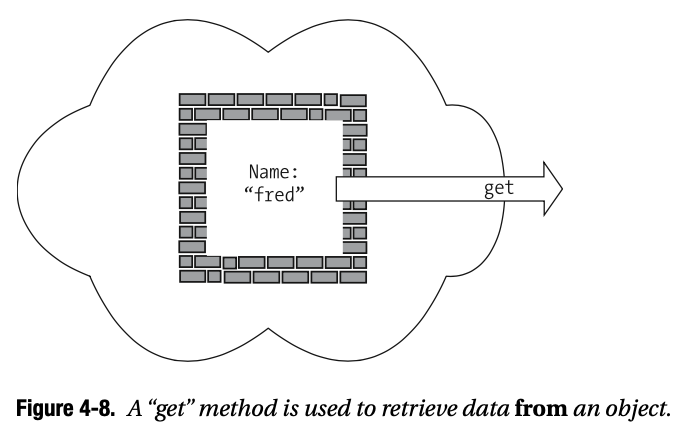 Name:
“fred”
get
Figure 4-8. A “get” method is used to retrieve data from an object.